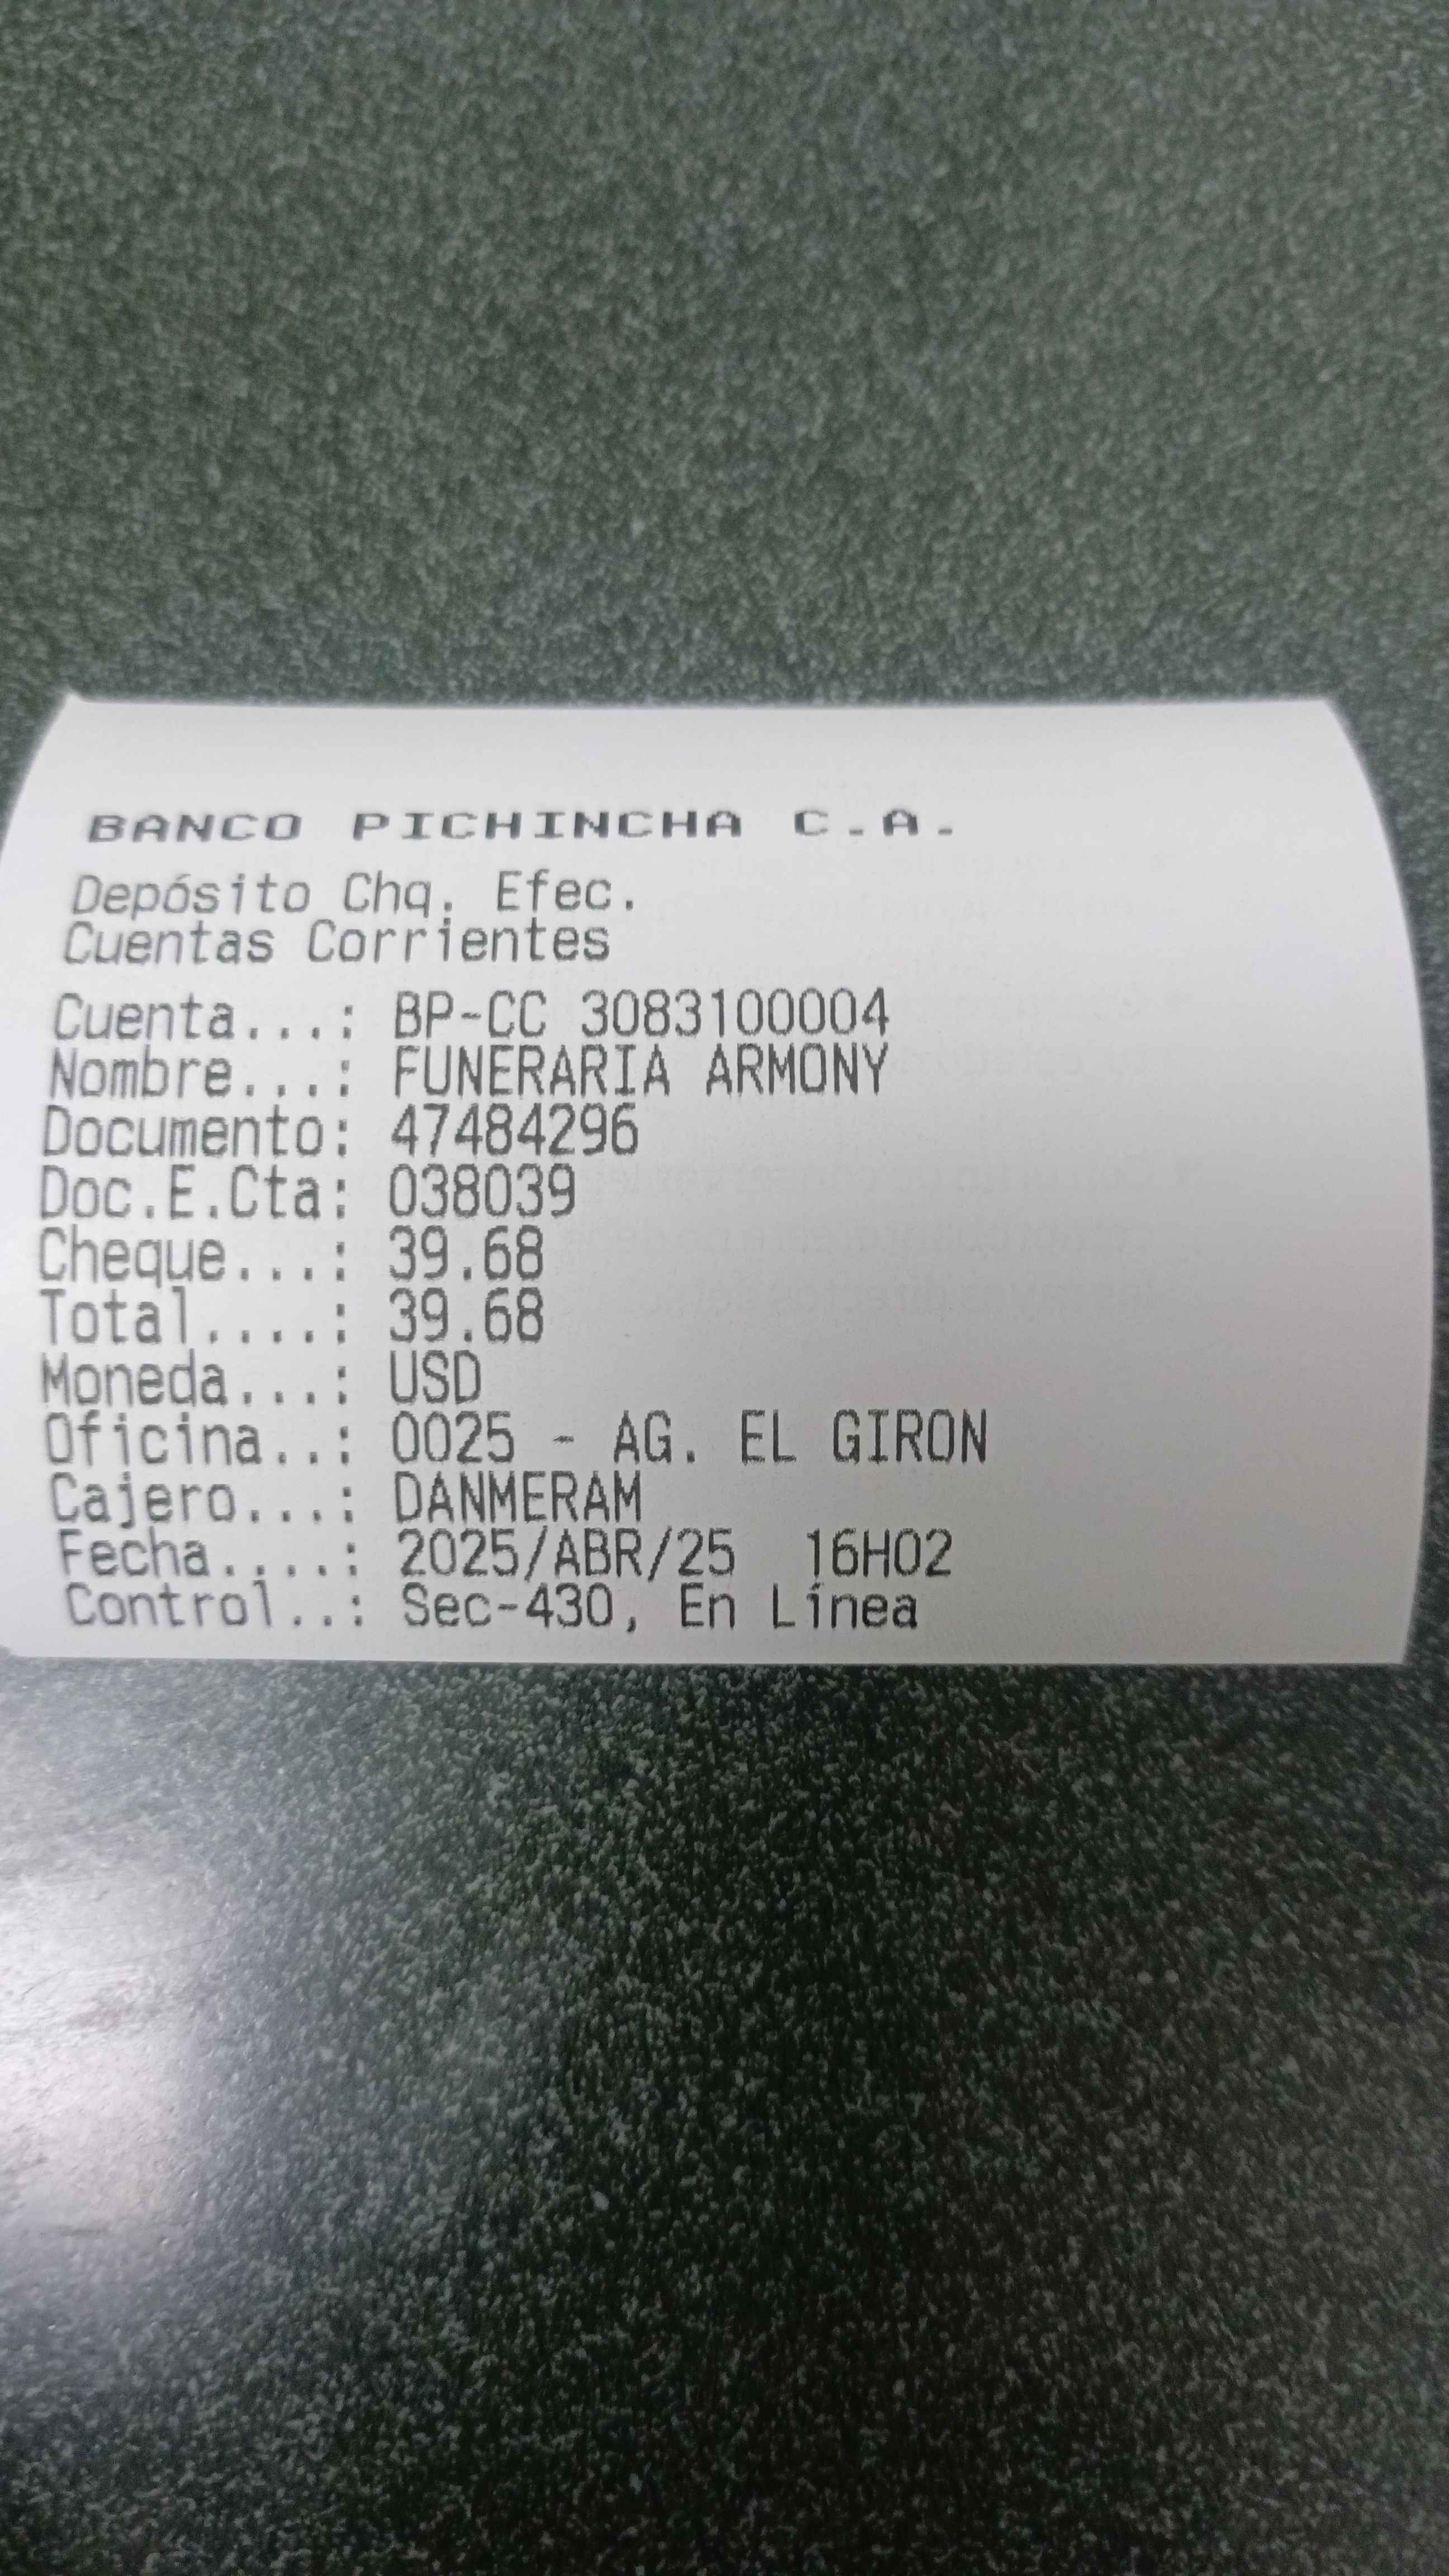 BANCO PICHINCHA C.A.
Depósito Chq. Efec.
Cuentas Corrientes
Cuenta...: BP-CC 3083100004
Nombre...: FUNERARIA ARMONY
Documento: 47484296
Doc.E.Cta: 038039
Cheque...: 39.68
Total....: 39.68
Moneda...: USD
Oficina..: 0025 - AG. EL GIRON
Cajero...: DANMERAM
Fecha....: 2025/ABR/25  16H02
Control..: Sec-430, En Línea